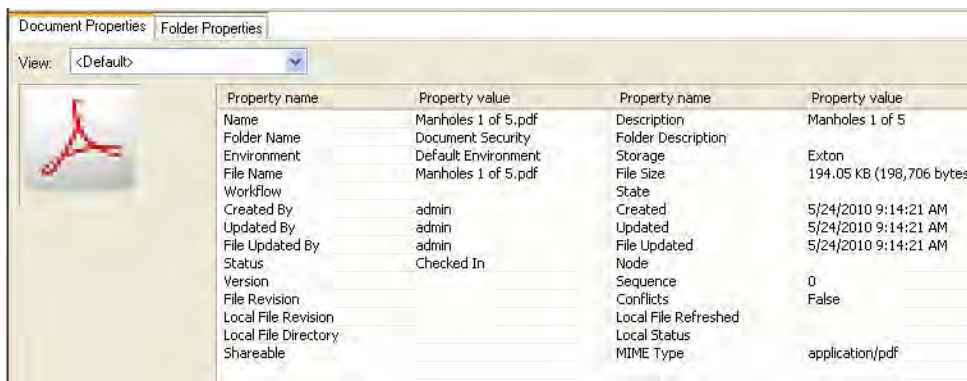 Document Properties Folder Properties
View: <Default>
Property name Property value Property name Property value
Name Manholes 1 of 5.pdf Description Manholes 1 of 5
Folder Name Document Security Folder Description
Environment Default Environment Storage Exton
File Name Manholes 1 of 5.pdf File Size 194.05 KB (198,706 bytes
Workflow State
Created By admin Created 5/24/2010 9:14:21 AM
Updated By admin Updated 5/24/2010 9:14:21 AM
File Updated By admin File Updated 5/24/2010 9:14:21 AM
Status Checked In Node
Version Sequence 0
File Revision Conflicts False
Local File Revision Local File Refreshed
Local File Directory Local Status
Shareable MIME Type application/pdf